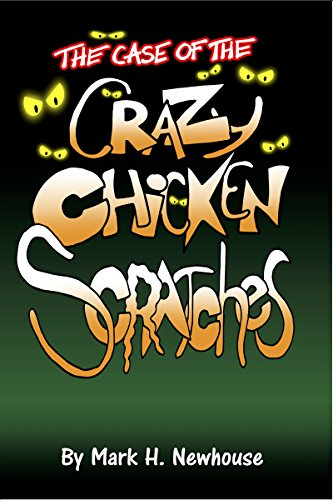 THE CASE OF THE
CRAZY
CHICKEN
SCRATCHES
By Mark H. Newhouse